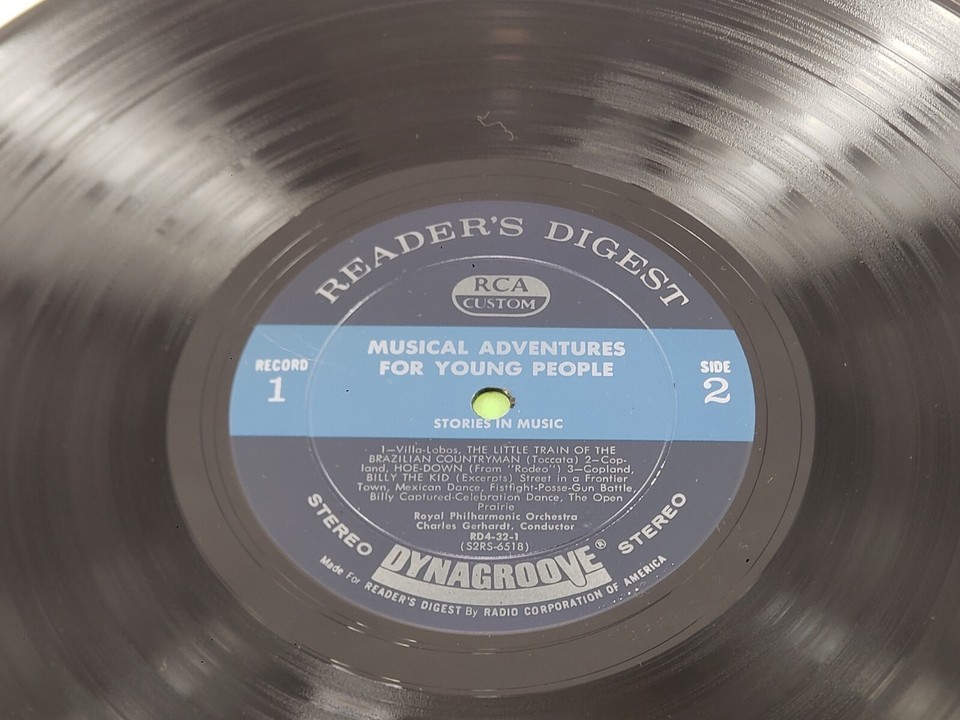 READER'S DIGEST
RCA
CUSTOM
MUSICAL ADVENTURES
FOR YOUNG PEOPLE
RECORD
1
SIDE
2
STORIES IN MUSIC
1—Villa-Lobos, THE LITTLE TRAIN OF THE
BRAZILIAN COUNTRYMAN (Toccata) 2—Cop-
land, HOE-DOWN (From "Rodeo") 3—Copland,
BILLY THE KID (Excerpts) Street in a Frontier
Town, Mexican Dance, Fistfight-Posse-Gun Battle,
Billy Captured-Celebration Dance, The Open
Prairie
Royal Philharmonic Orchestra
Charles Gerhardt, Conductor
RD4-32-1
(S2RS-6518)
STEREO
STEREO
DYNAGROOVE®
Made For READER'S DIGEST By RADIO CORPORATION OF AMERICA